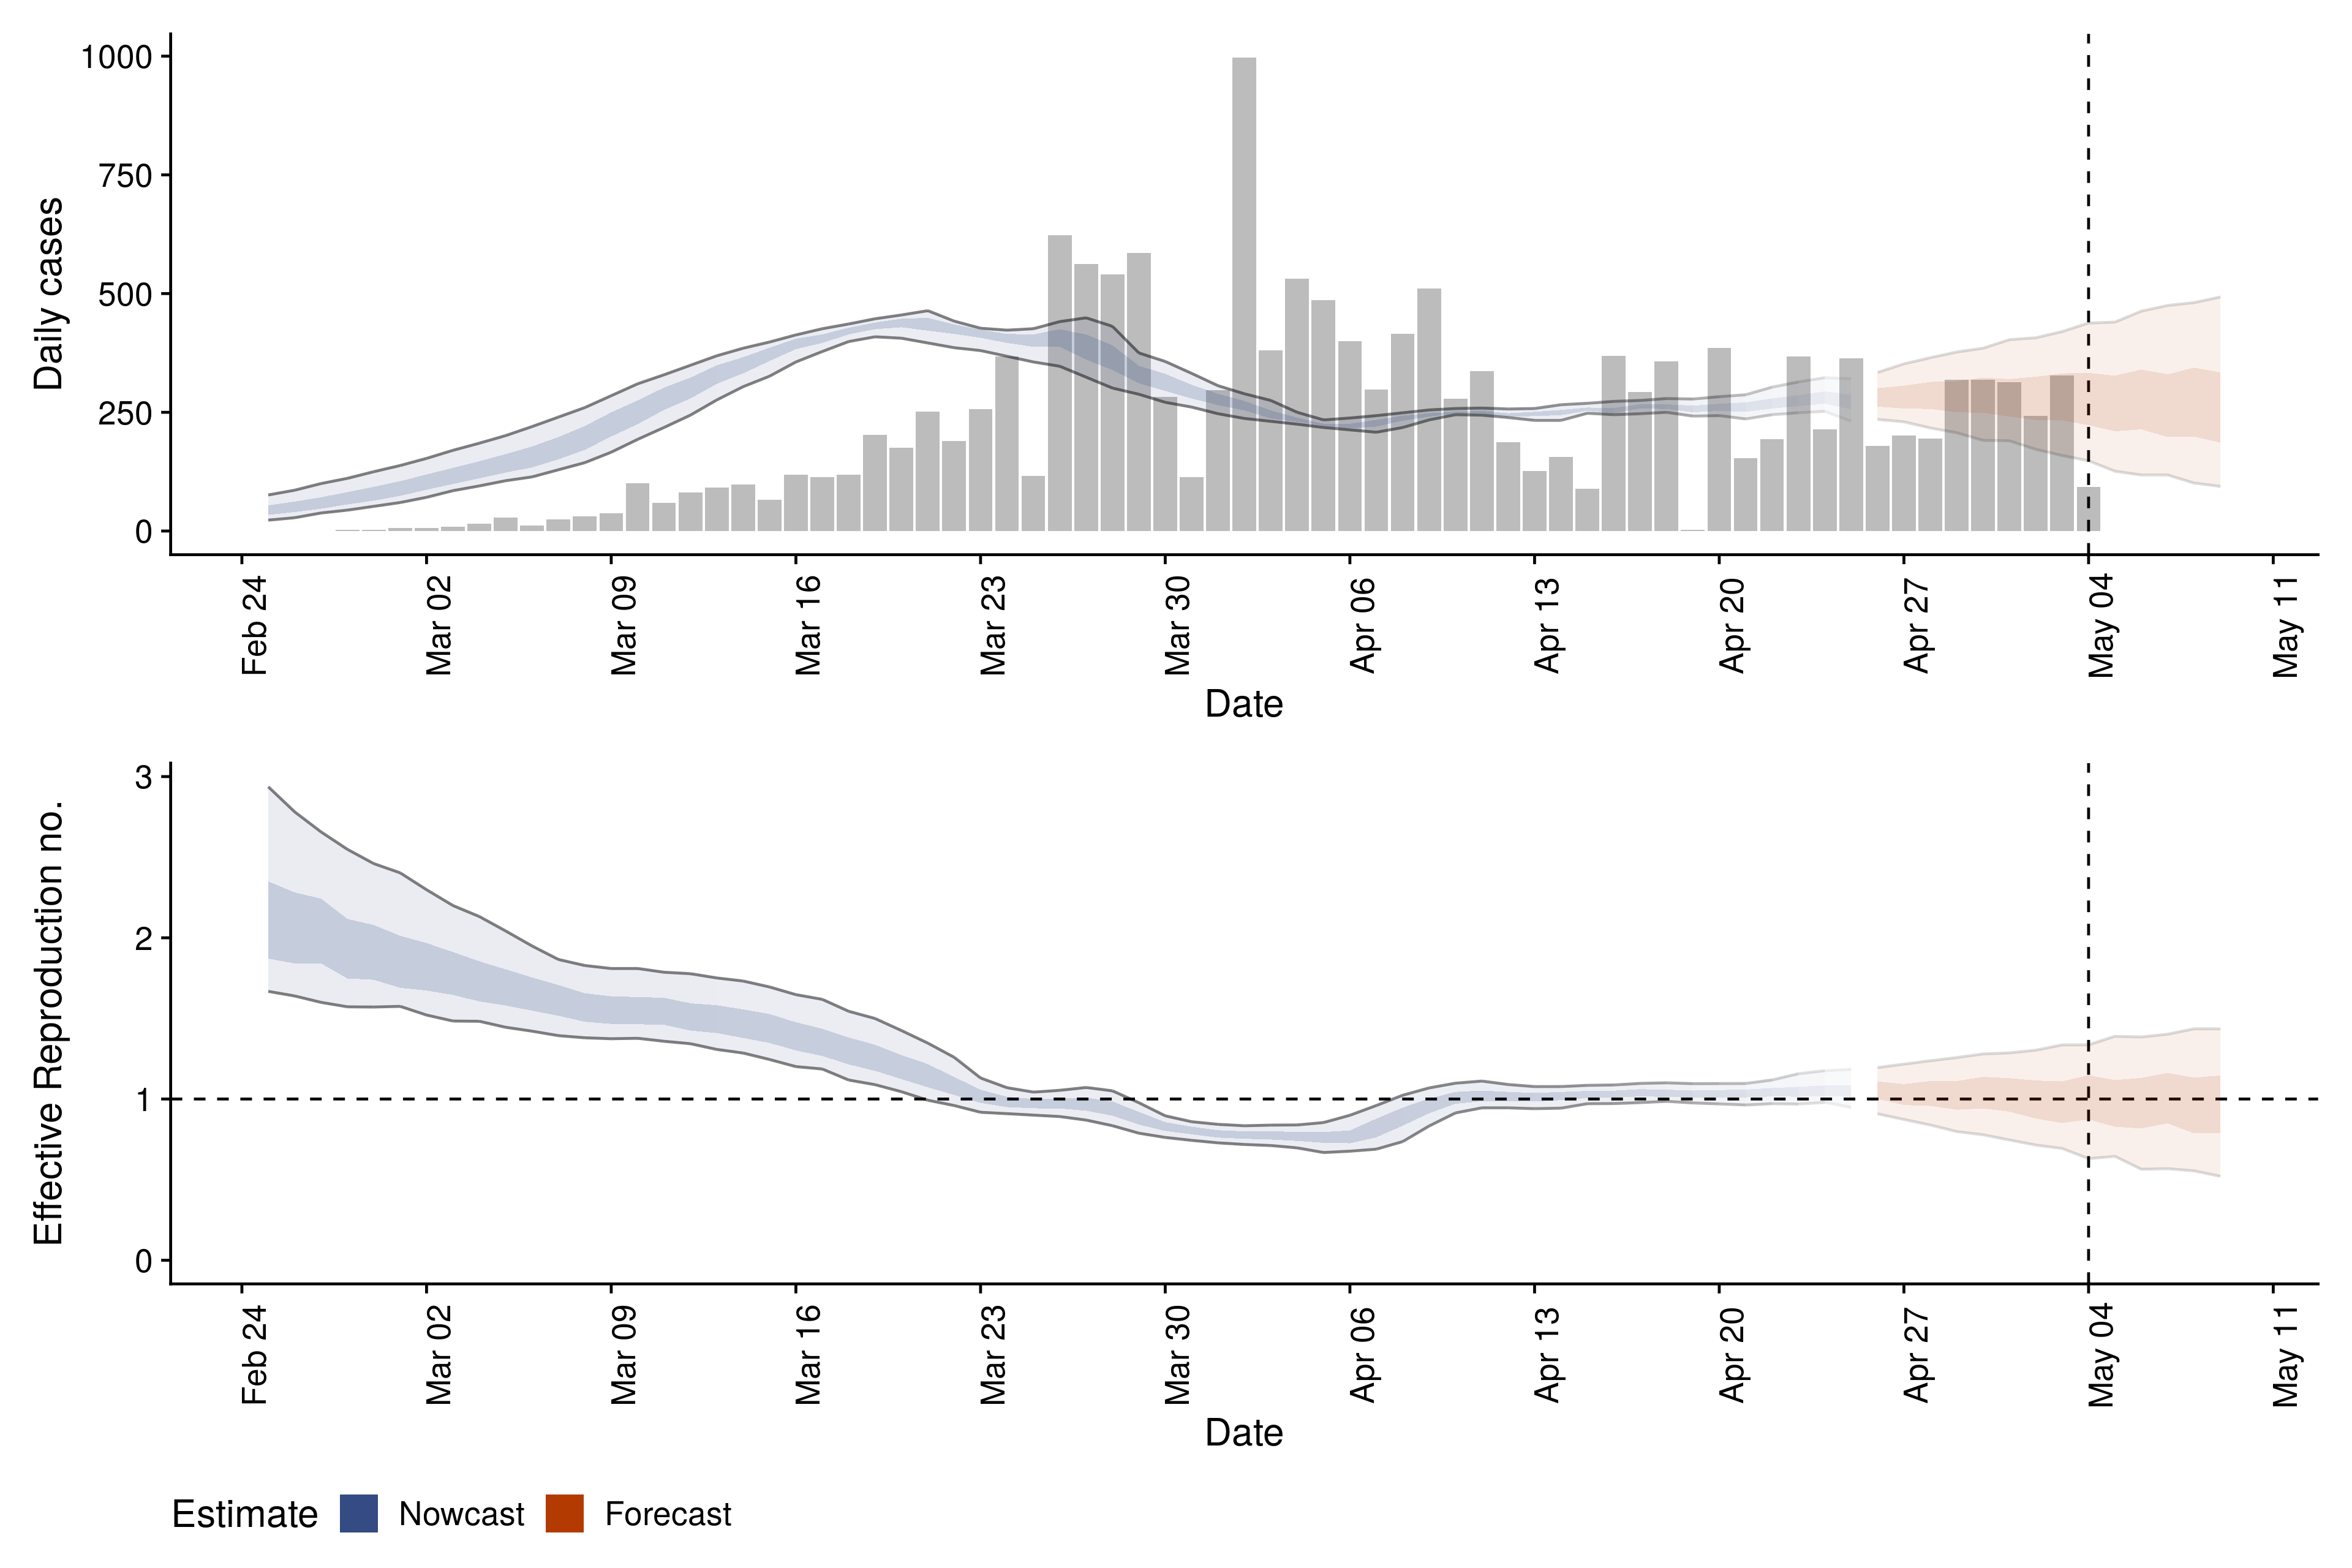 Daily cases
1000
750
500
250
0
Feb 24
Mar 02
Mar 09
Mar 16
Mar 23
Mar 30
Apr 06
Apr 13
Apr 20
Apr 27
May 04
May 11
Date
Effective Reproduction no.
3
2
1
0
Feb 24
Mar 02
Mar 09
Mar 16
Mar 23
Mar 30
Apr 06
Apr 13
Apr 20
Apr 27
May 04
May 11
Date
Estimate Nowcast Forecast